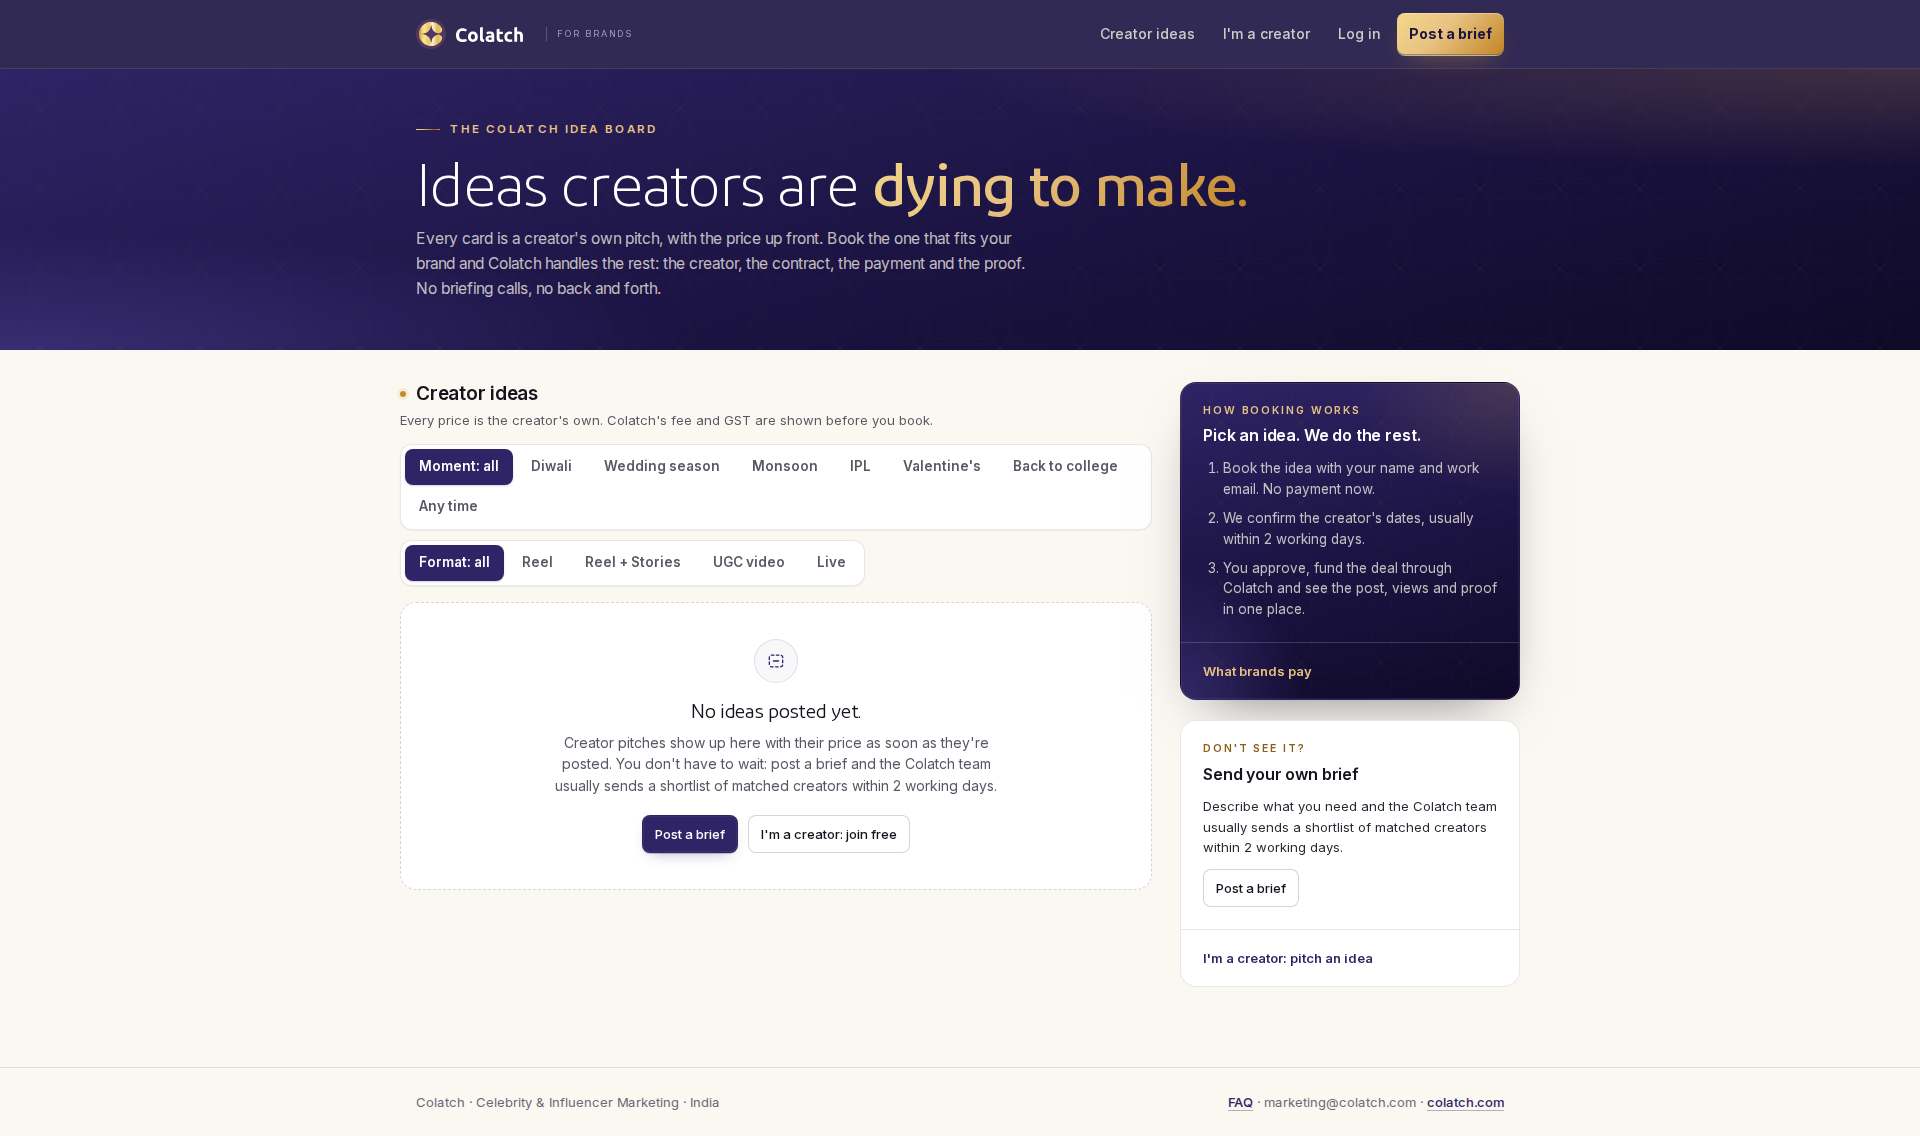 Colatch
FOR BRANDS
Creator ideas
I'm a creator
Log in
Post a brief
THE COLATCH IDEA BOARD
Ideas creators are dying to make.
Every card is a creator's own pitch, with the price up front. Book the one that fits your
brand and Colatch handles the rest: the creator, the contract, the payment and the proof.
No briefing calls, no back and forth.
Creator ideas
Every price is the creator's own. Colatch's fee and GST are shown before you book.
Moment: all
Diwali
Wedding season
Monsoon
IPL
Valentine's
Back to college
Any time
Format: all
Reel
Reel + Stories
UGC video
Live
No ideas posted yet.
Creator pitches show up here with their price as soon as they're
posted. You don't have to wait: post a brief and the Colatch team
usually sends a shortlist of matched creators within 2 working days.
Post a brief
I'm a creator: join free
HOW BOOKING WORKS
Pick an idea. We do the rest.
1. Book the idea with your name and work
email. No payment now.
2. We confirm the creator's dates, usually
within 2 working days.
3. You approve, fund the deal through
Colatch and see the post, views and proof
in one place.
What brands pay
DON'T SEE IT?
Send your own brief
Describe what you need and the Colatch team
usually sends a shortlist of matched creators
within 2 working days.
Post a brief
I'm a creator: pitch an idea
Colatch · Celebrity & Influencer Marketing · India
FAQ · marketing@colatch.com · colatch.com